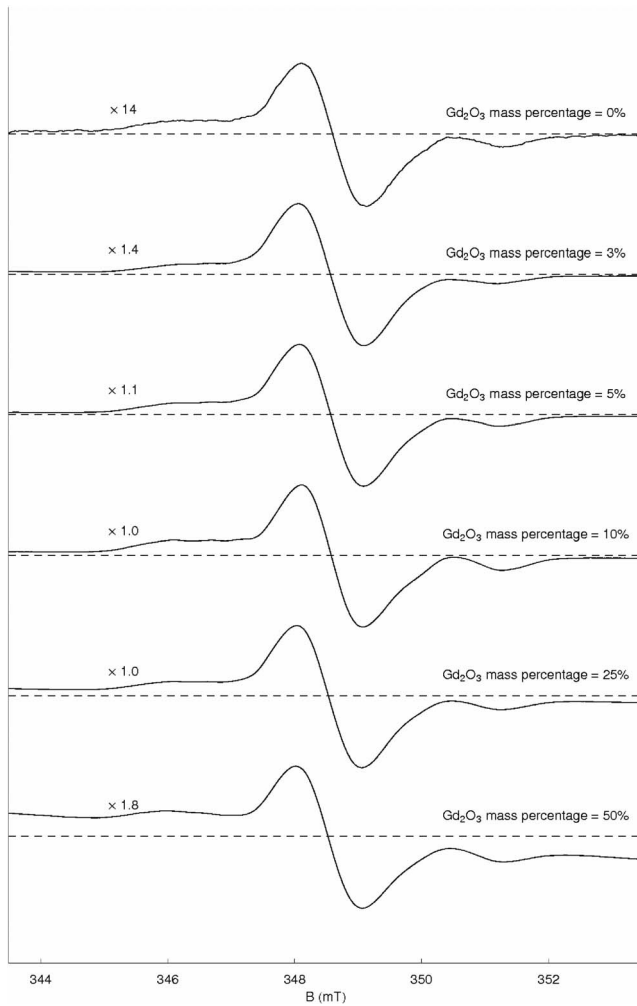 × 14
Gd₂O₃ mass percentage = 0%
× 1.4
Gd₂O₃ mass percentage = 3%
× 1.1
Gd₂O₃ mass percentage = 5%
× 1.0
Gd₂O₃ mass percentage = 10%
× 1.0
Gd₂O₃ mass percentage = 25%
× 1.8
Gd₂O₃ mass percentage = 50%
344 346 348 350 352
B (mT)